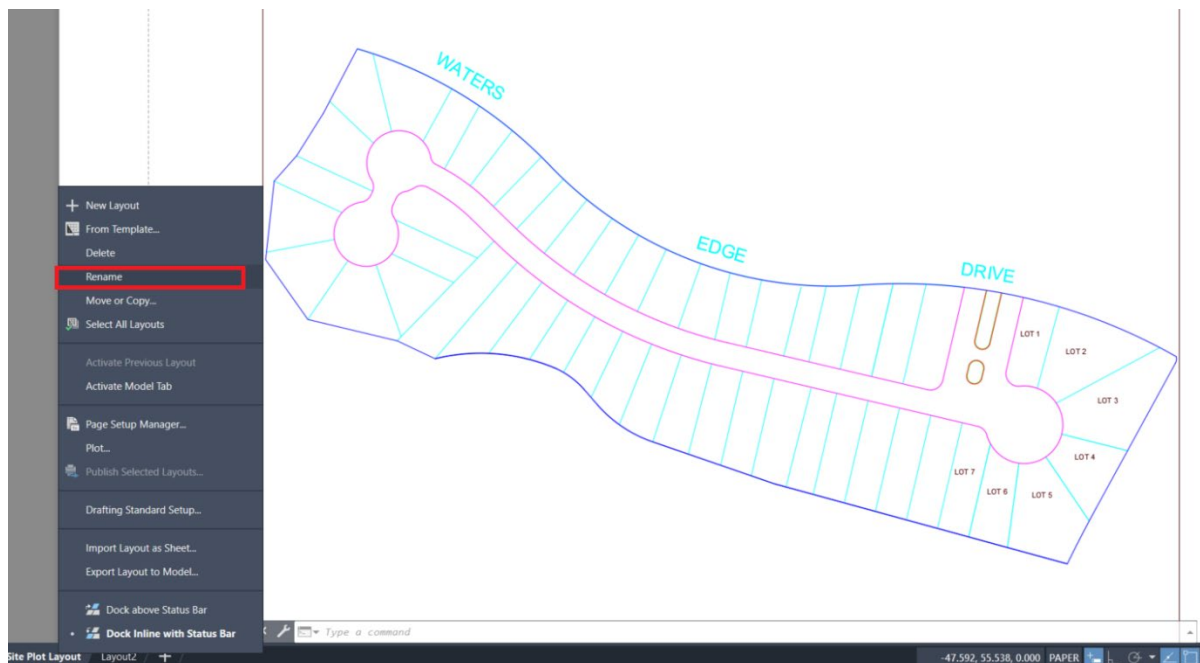 WATERS
EDGE
DRIVE
LOT 1
LOT 2
LOT 3
LOT 4
LOT 7
LOT 6
LOT 5
New Layout
From Template...
Delete
Rename
Move or Copy...
Select All Layouts
Activate Previous Layout
Activate Model Tab
Page Setup Manager...
Plot...
Publish Selected Layouts...
Drafting Standard Setup...
Import Layout as Sheet...
Export Layout to Model...
Dock above Status Bar
Dock Inline with Status Bar
Type a command
Site Plot Layout Layout2 +
-47.592, 55.538, 0.000 PAPER